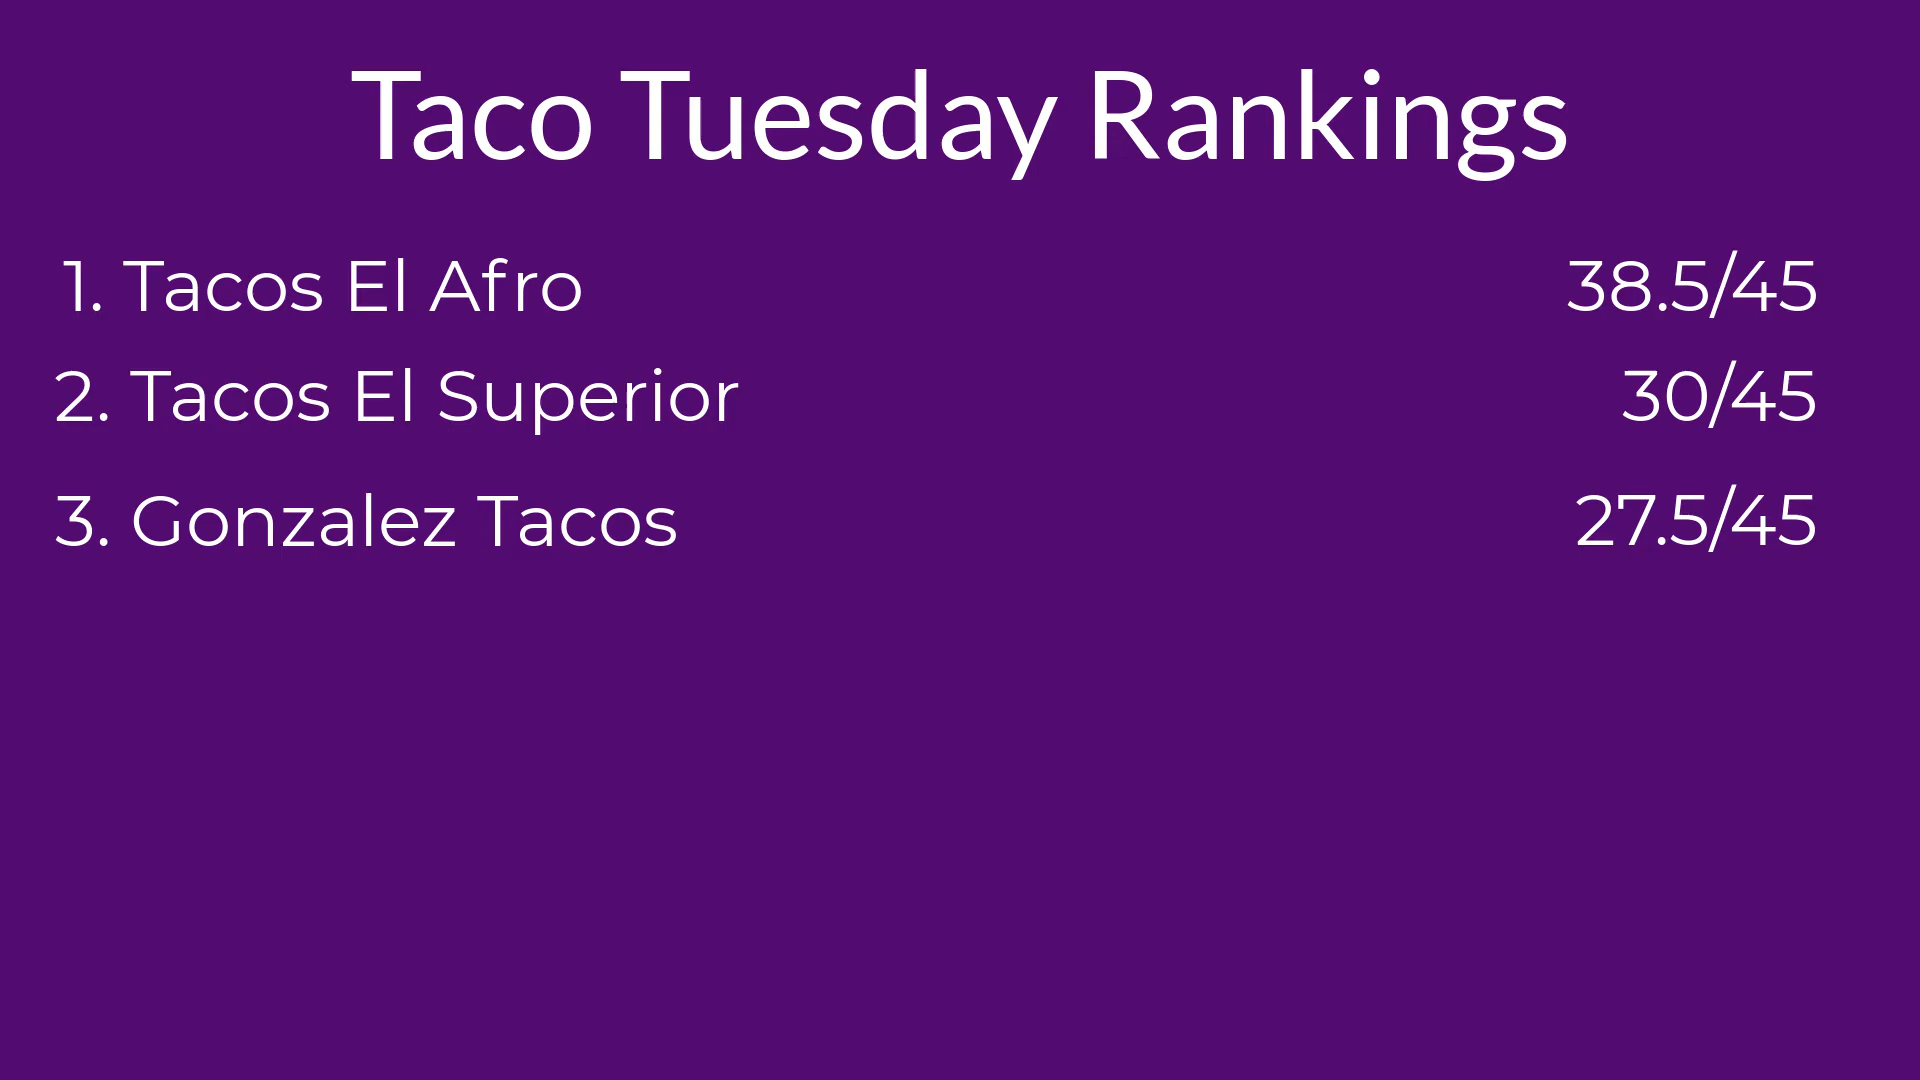 Taco Tuesday Rankings
1. Tacos El Afro 38.5/45
2. Tacos El Superior 30/45
3. Gonzalez Tacos 27.5/45